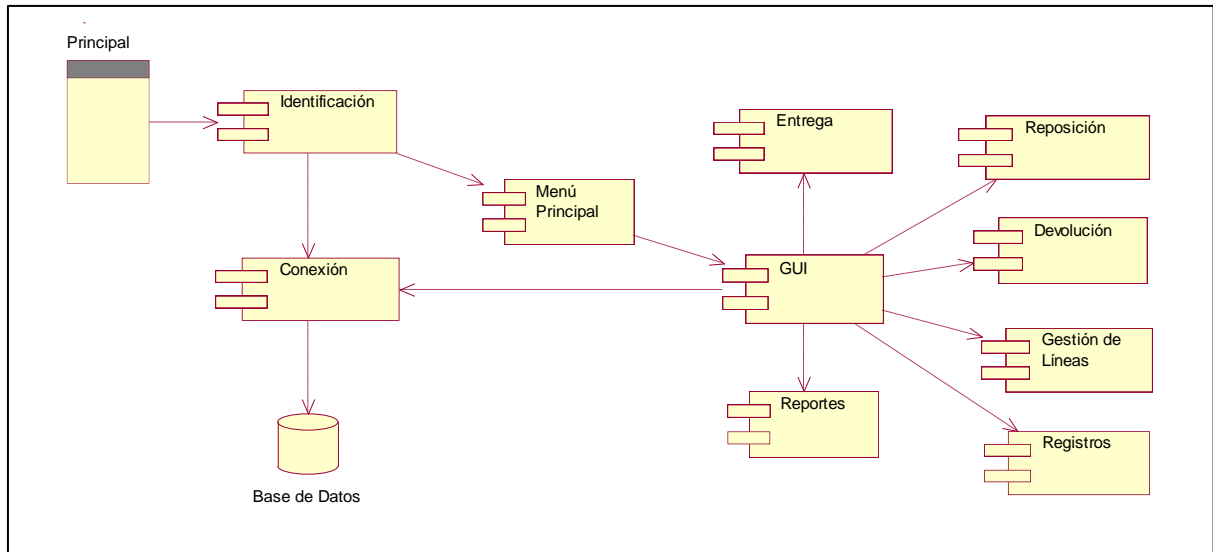 Principal
Identificación
Entrega
Reposición
Menú
Principal
Devolución
Conexión
GUI
Gestión de
Líneas
Reportes
Registros
Base de Datos